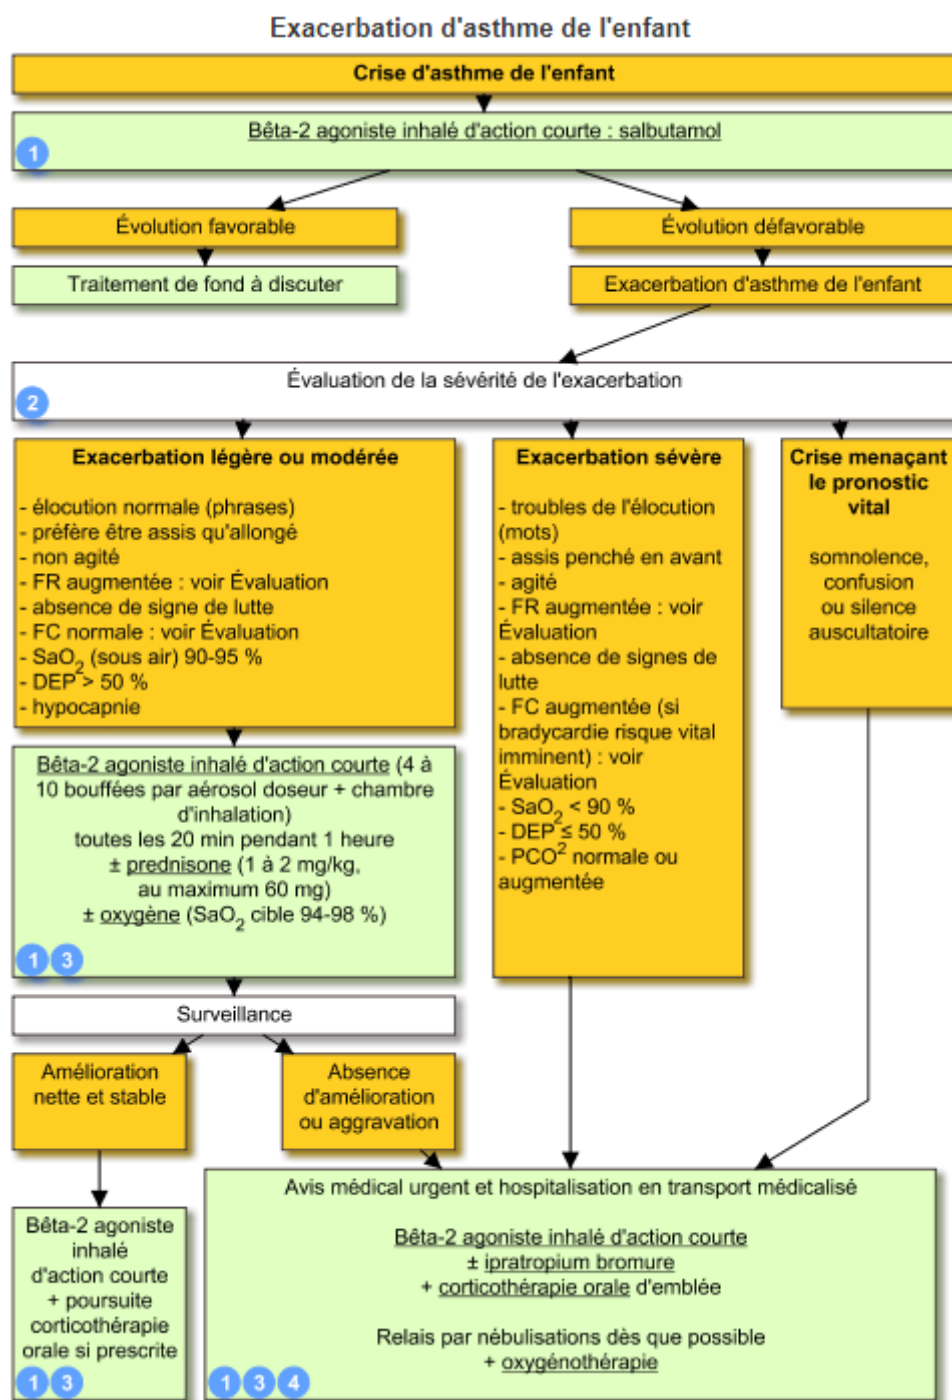 Exacerbation d'asthme de l'enfant
Crise d'asthme de l'enfant
Bêta-2 agoniste inhalé d'action courte : salbutamol
1
Évolution favorable
Évolution défavorable
Traitement de fond à discuter
Exacerbation d'asthme de l'enfant
Évaluation de la sévérité de l'exacerbation
2
Exacerbation légère ou modérée
- élocution normale (phrases)
- préfère être assis qu'allongé
- non agité
- FR augmentée : voir Évaluation
- absence de signe de lutte
- FC normale : voir Évaluation
- SaO2 (sous air) 90-95 %
- DEP > 50 %
- hypocapnie
Exacerbation sévère
- troubles de l'élocution
(mots)
- assis penché en avant
- agité
- FR augmentée : voir
Évaluation
- absence de signes de
lutte
- FC augmentée (si
bradycardie risque vital
imminent) : voir
Évaluation
- SaO2 < 90 %
- DEP ≤ 50 %
- PCO2 normale ou
augmentée
Crise menaçant
le pronostic
vital
somnolence,
confusion
ou silence
auscultatoire
Bêta-2 agoniste inhalé d'action courte (4 à
10 bouffées par aérosol doseur + chambre
d'inhalation)
toutes les 20 min pendant 1 heure
± prednisone (1 à 2 mg/kg,
au maximum 60 mg)
± oxygène (SaO2 cible 94-98 %)
1 3
Surveillance
Amélioration
nette et stable
Absence
d'amélioration
ou aggravation
Bêta-2 agoniste
inhalé
d'action courte
+ poursuite
corticothérapie
orale si prescrite
1 3
Avis médical urgent et hospitalisation en transport médicalisé
Bêta-2 agoniste inhalé d'action courte
± ipratropium bromure
+ corticothérapie orale d'emblée
Relais par nébulisations dès que possible
+ oxygénothérapie
1 3 4